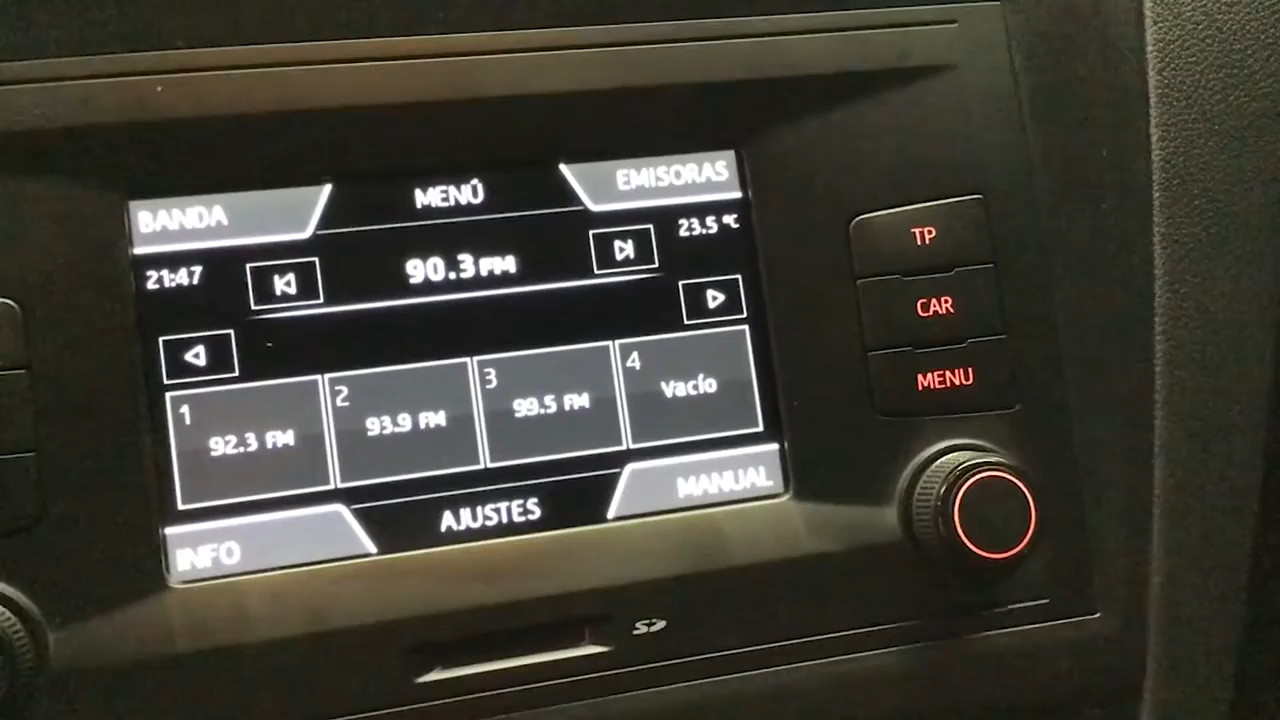 BANDA
MENÚ
EMISORAS
21:47
90.3 FM
23.5 °C
1
92.3 FM
2
93.9 FM
3
99.5 FM
4
Vacío
INFO
AJUSTES
MANUAL
TP
CAR
MENU
SD